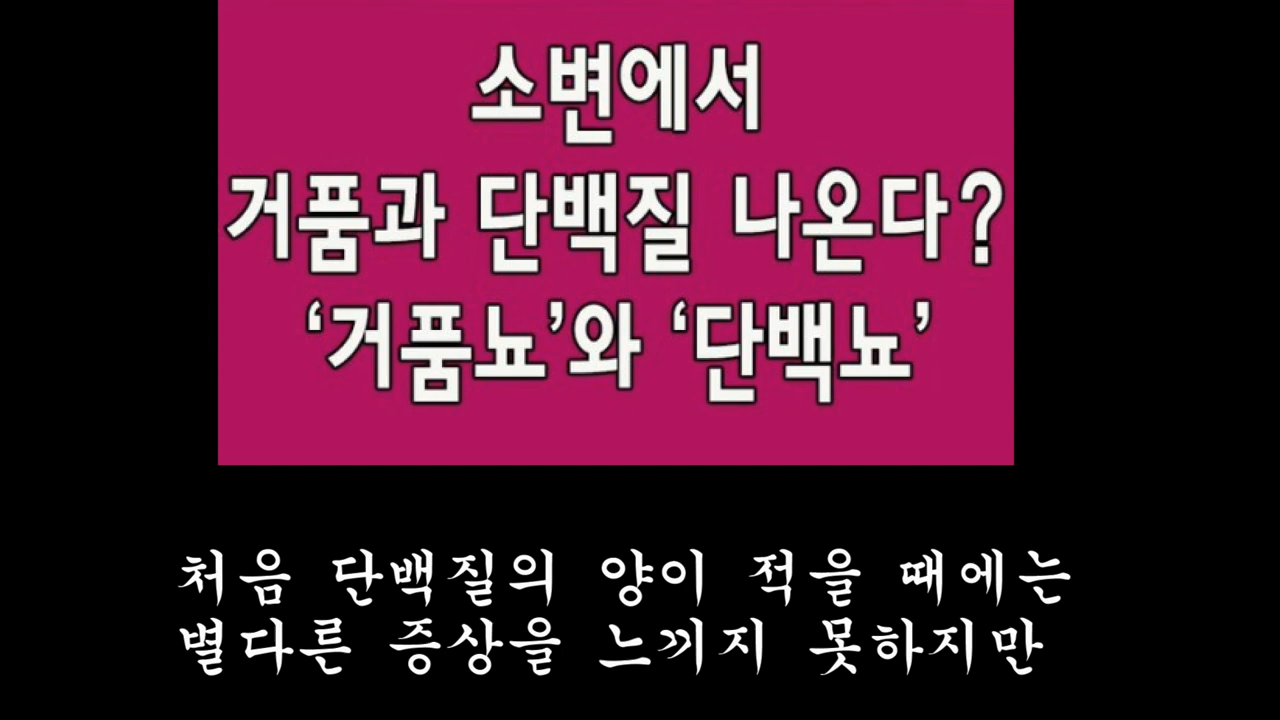 소변에서
거품과 단백질 나온다?
‘거품뇨’와 ‘단백뇨’
처음 단백질의 양이 적을 때에는
별다른 증상을 느끼지 못하지만